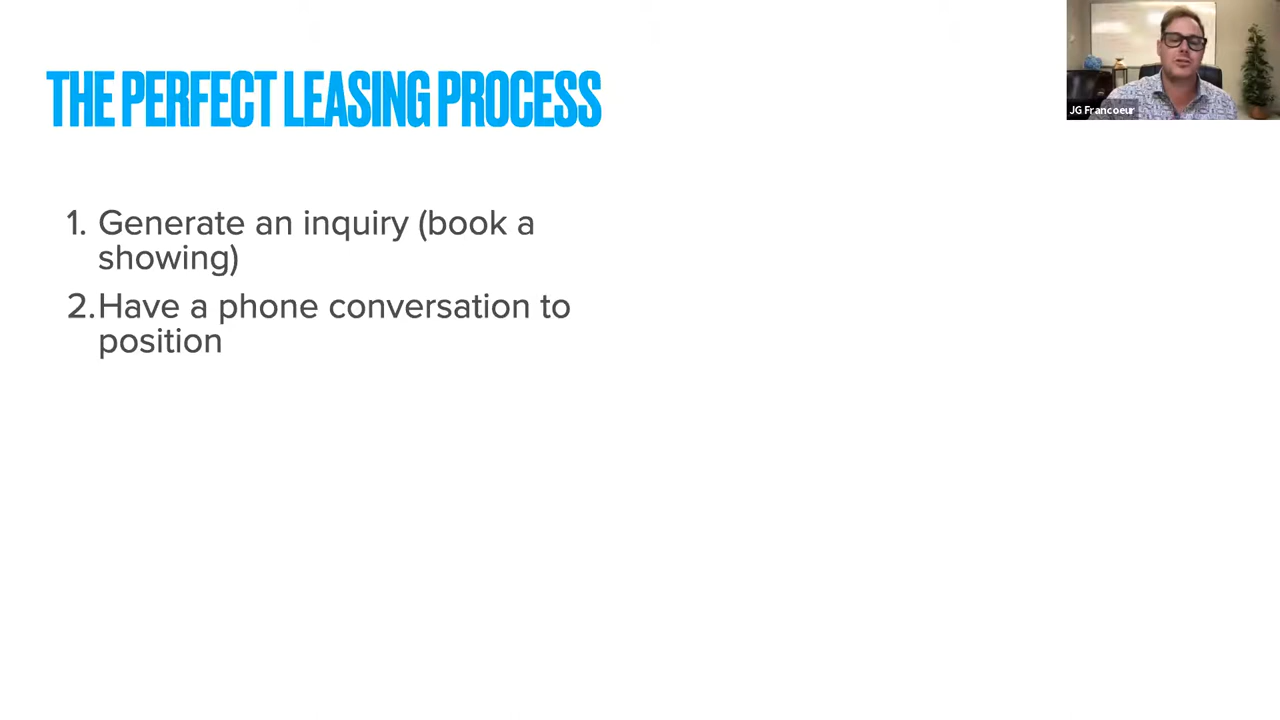 THE PERFECT LEASING PROCESS
JG Francoeur
1. Generate an inquiry (book a
showing)
2. Have a phone conversation to
position